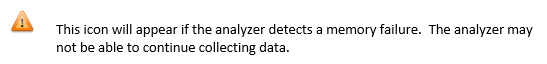 This icon will appear if the analyzer detects a memory failure.  The analyzer may
not be able to continue collecting data.